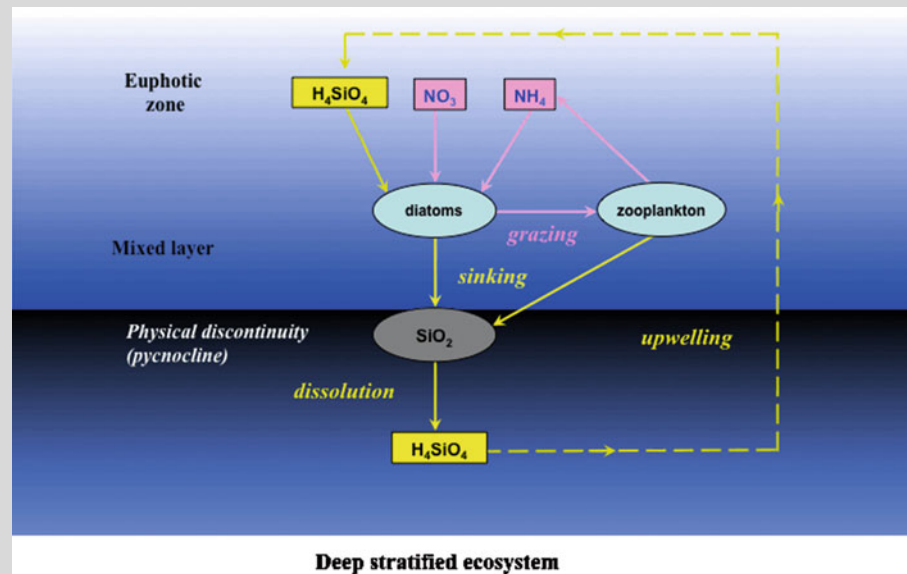 Euphotic
zone
H₄SiO₄
NO₃
NH₄
diatoms
zooplankton
grazing
Mixed layer
sinking
Physical discontinuity
(pycnocline)
SiO₂
upwelling
dissolution
H₄SiO₄
Deep stratified ecosystem